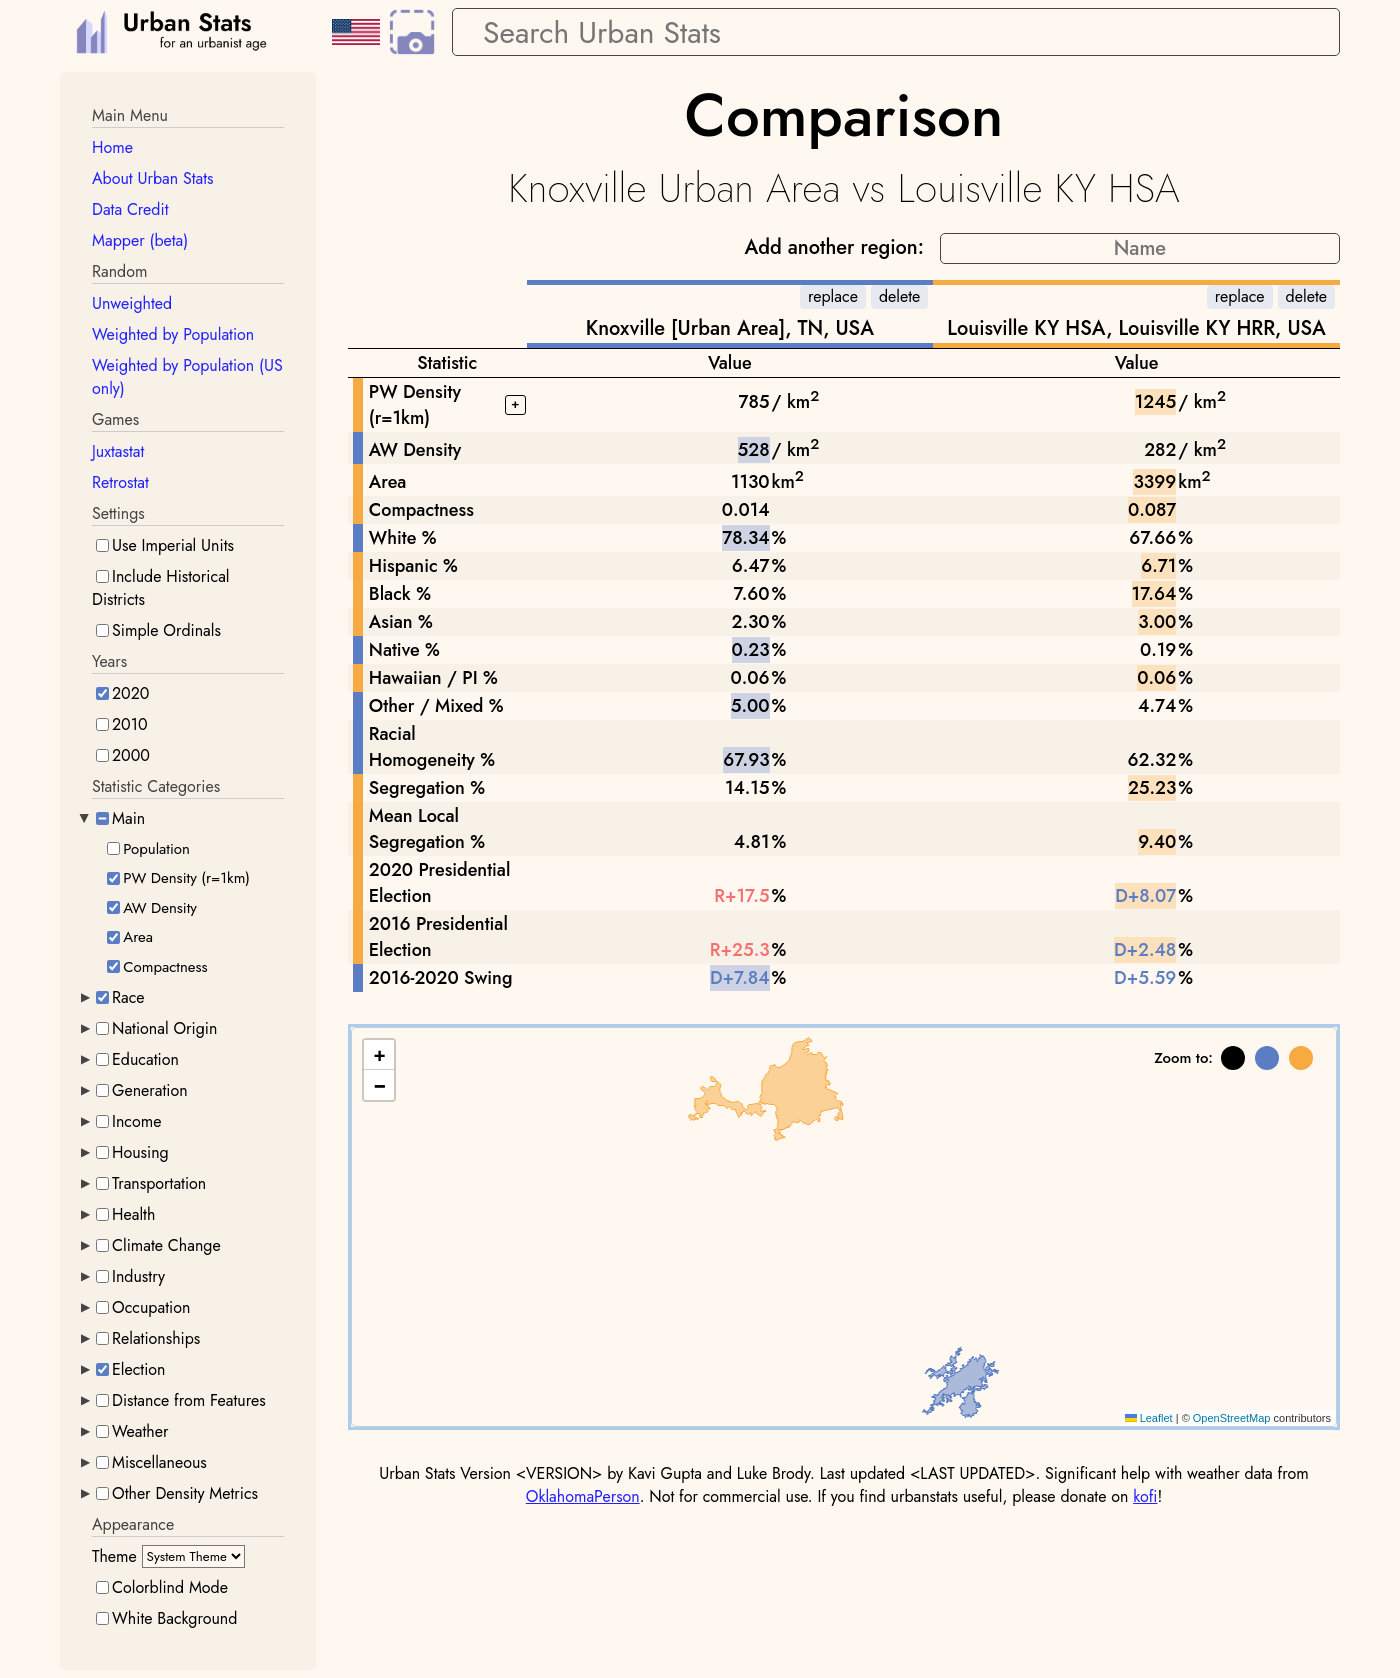 Urban Stats
for an urbanist age
Search Urban Stats
Main Menu
Home
About Urban Stats
Data Credit
Mapper (beta)
Random
Unweighted
Weighted by Population
Weighted by Population (US
only)
Games
Juxtastat
Retrostat
Settings
Use Imperial Units
Include Historical
Districts
Simple Ordinals
Years
2020
2010
2000
Statistic Categories
Main
Population
PW Density (r=1km)
AW Density
Area
Compactness
Race
National Origin
Education
Generation
Income
Housing
Transportation
Health
Climate Change
Industry
Occupation
Relationships
Election
Distance from Features
Weather
Miscellaneous
Other Density Metrics
Appearance
Theme System Theme
Colorblind Mode
White Background
Comparison
Knoxville Urban Area vs Louisville KY HSA
Add another region: Name
replace delete replace delete
Knoxville [Urban Area], TN, USA Louisville KY HSA, Louisville KY HRR, USA
Statistic Value Value
PW Density
(r=1km) + 785 / km² 1245 / km²
AW Density 528 / km² 282 / km²
Area 1130 km² 3399 km²
Compactness 0.014 0.087
White % 78.34% 67.66%
Hispanic % 6.47% 6.71%
Black % 7.60% 17.64%
Asian % 2.30% 3.00%
Native % 0.23% 0.19%
Hawaiian / PI % 0.06% 0.06%
Other / Mixed % 5.00% 4.74%
Racial
Homogeneity % 67.93% 62.32%
Segregation % 14.15% 25.23%
Mean Local
Segregation % 4.81% 9.40%
2020 Presidential
Election R+17.5% D+8.07%
2016 Presidential
Election R+25.3% D+2.48%
2016-2020 Swing D+7.84% D+5.59%
+
−
Zoom to:
Leaflet | © OpenStreetMap contributors
Urban Stats Version <VERSION> by Kavi Gupta and Luke Brody. Last updated <LAST UPDATED>. Significant help with weather data from
OklahomaPerson. Not for commercial use. If you find urbanstats useful, please donate on kofi!